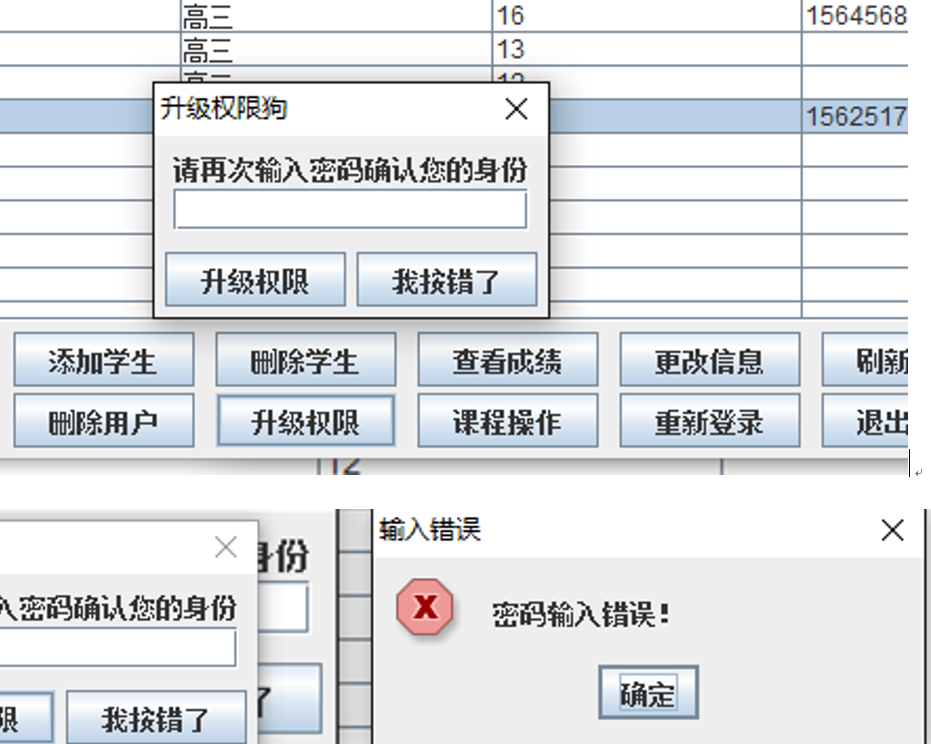 高三 16 1564568
高三 13
高三 12
升级权限狗
1562517
请再次输入密码确认您的身份
升级权限 我按错了
添加学生 删除学生 查看成绩 更改信息 刷新
删除用户 升级权限 课程操作 重新登录 退出
12
输入错误
身份
入密码确认您的身份
密码输入错误!
确定
限 我按错了 了